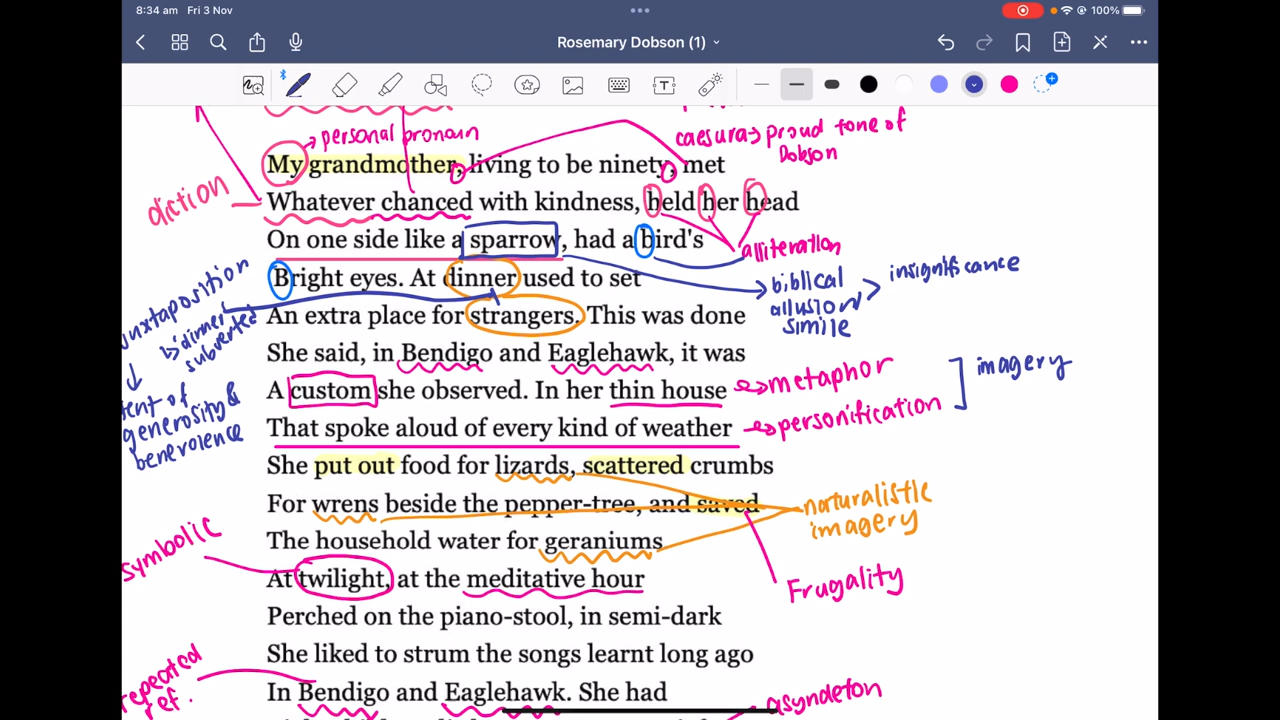 8:34 am Fri 3 Nov
100%
Rosemary Dobson (1)
personal pronoun
caesura → proud tone of
Dobson
My grandmother, living to be ninety, met
diction
Whatever chanced with kindness, held her head
On one side like a sparrow, had a bird's
alliteration
Bright eyes. At dinner used to set
biblical
allusion/
simile
insignificance
juxtaposition
↳ dinner
subverted
An extra place for strangers. This was done
She said, in Bendigo and Eaglehawk, it was
A custom she observed. In her thin house
→ metaphor
imagery
That spoke aloud of every kind of weather
→ personification
generosity &
benevolence
She put out food for lizards, scattered crumbs
For wrens beside the pepper-tree, and saved
naturalistic
imagery
The household water for geraniums
symbolic
At twilight, at the meditative hour
Frugality
Perched on the piano-stool, in semi-dark
She liked to strum the songs learnt long ago
repeated
ref.
In Bendigo and Eaglehawk. She had
asyndeton